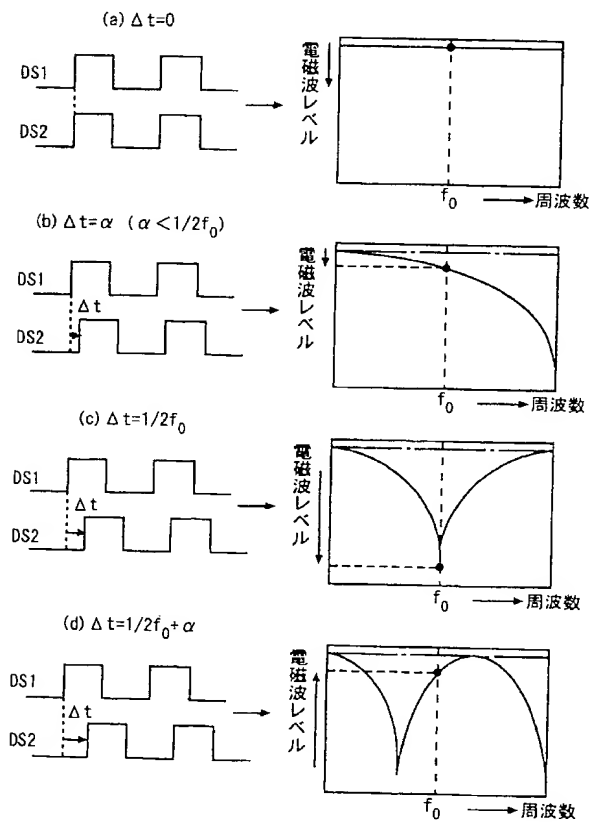 (a) Δt=0
DS1
DS2
電磁波レベル
f0
周波数
(b) Δt=α (α<1/2f0)
DS1
Δt
DS2
電磁波レベル
f0
周波数
(c) Δt=1/2f0
DS1
Δt
DS2
電磁波レベル
f0
周波数
(d) Δt=1/2f0+α
DS1
Δt
DS2
電磁波レベル
f0
周波数